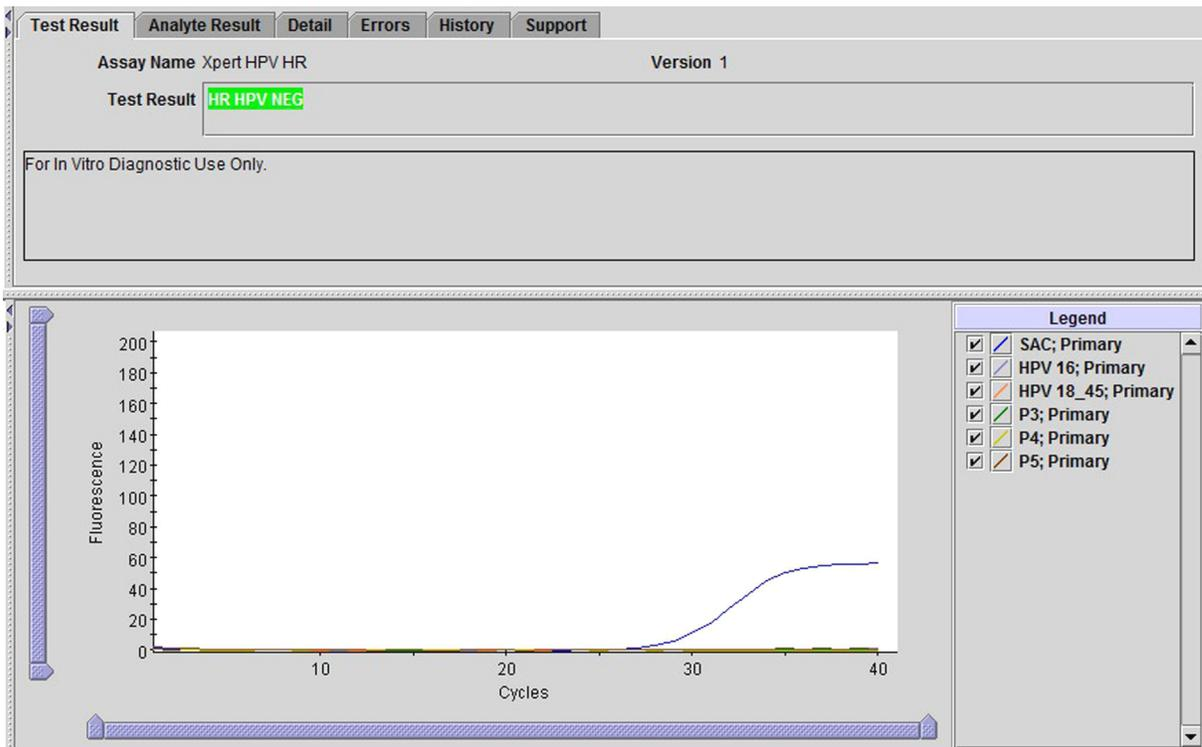 Test Result Analyte Result Detail Errors History Support
Assay Name Xpert HPV HR Version 1
Test Result HR HPV NEG
For In Vitro Diagnostic Use Only.
Legend
SAC; Primary
HPV 16; Primary
HPV 18_45; Primary
P3; Primary
P4; Primary
P5; Primary
Fluorescence
200
180
160
140
120
100
80
60
40
20
0
10 20 30 40
Cycles